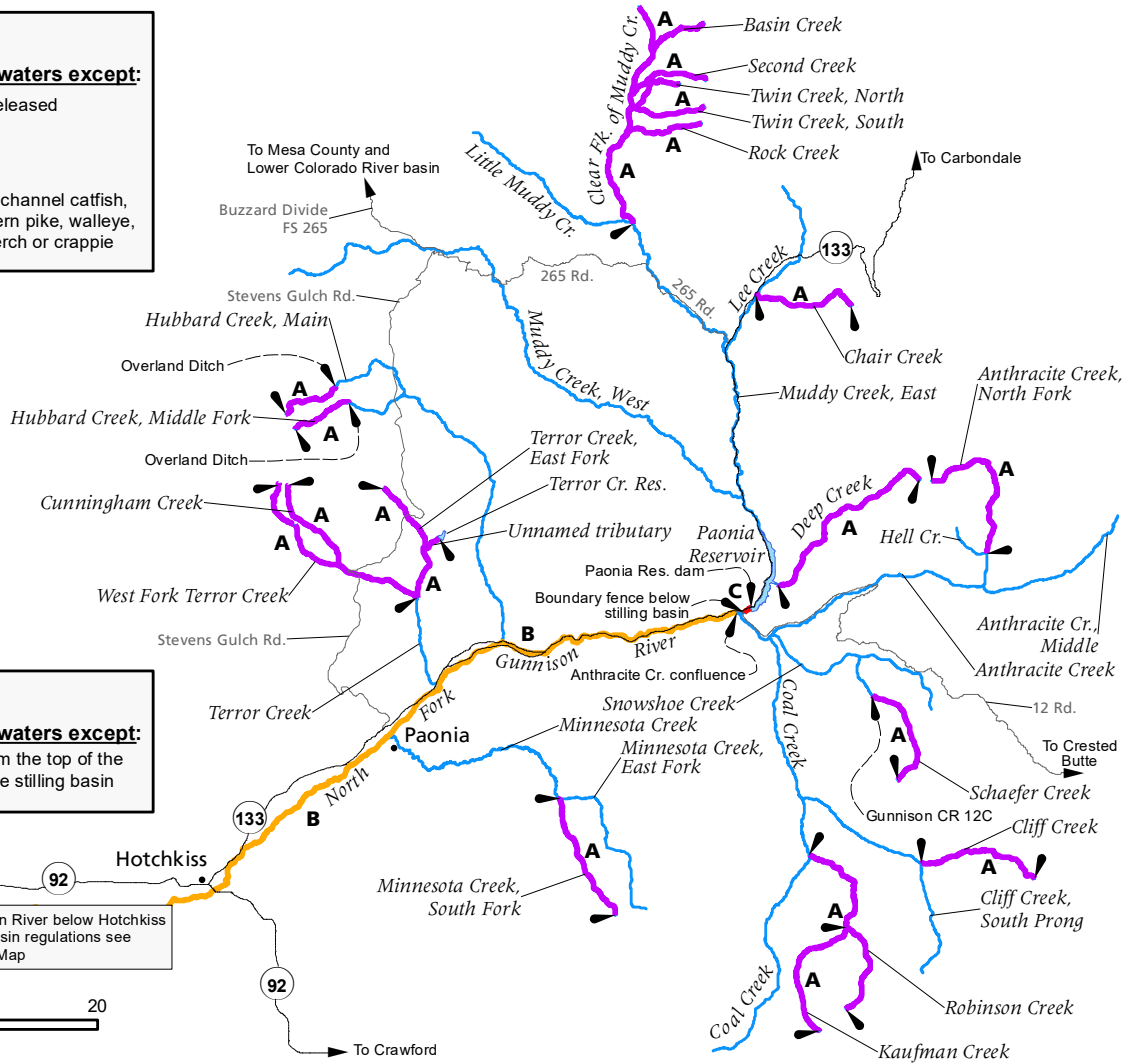 waters except:
eleased
channel catfish,
ern pike, walleye,
erch or crappie
Clear Fk. of Muddy Cr.
A
Basin Creek
A
Second Creek
Twin Creek, North
A
Twin Creek, South
A
Rock Creek
A
To Mesa County and
Lower Colorado River basin
Little Muddy Cr.
To Carbondale
Buzzard Divide
FS 265
265 Rd.
265 Rd.
Lee Creek
133
A
Chair Creek
Stevens Gulch Rd.
Hubbard Creek, Main
Overland Ditch
A
Hubbard Creek, Middle Fork
A
Overland Ditch
Muddy Creek, West
Muddy Creek, East
Anthracite Creek,
North Fork
A
Terror Creek,
East Fork
Terror Cr. Res.
Cunningham Creek
A
A
A
Unnamed tributary
A
West Fork Terror Creek
Deep Creek
A
Hell Cr.
Paonia
Reservoir
Paonia Res. dam
C
Boundary fence below
stilling basin
Stevens Gulch Rd.
B
Gunnison
River
Anthracite Cr. confluence
Anthracite Cr.,
Middle
Anthracite Creek
Snowshoe Creek
Coal Creek
12 Rd.
To Crested
Butte
Terror Creek
Fork
Paonia
Minnesota Creek
Minnesota Creek,
East Fork
A
Schaefer Creek
Gunnison CR 12C
waters except:
m the top of the
e stilling basin
North
B
133
Hotchkiss
92
A
Minnesota Creek,
South Fork
Cliff Creek
A
Cliff Creek,
South Prong
n River below Hotchkiss
sin regulations see
Map
A
A
92
20
Robinson Creek
Coal Creek
Kaufman Creek
To Crawford